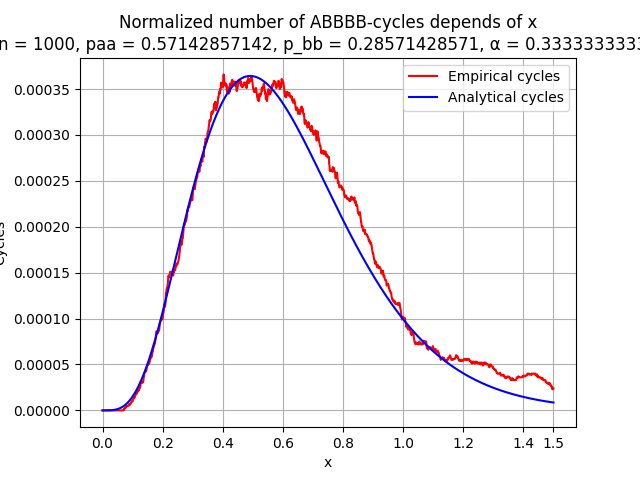 Normalized number of ABBBB-cycles depends of x
n = 1000, paa = 0.57142857142, p_bb = 0.28571428571, α = 0.3333333333
Empirical cycles
Analytical cycles
0.00035
0.00030
0.00025
0.00020
0.00015
0.00010
0.00005
0.00000
Cycles
0.0 0.2 0.4 0.6 0.8 1.0 1.2 1.4 1.5
x